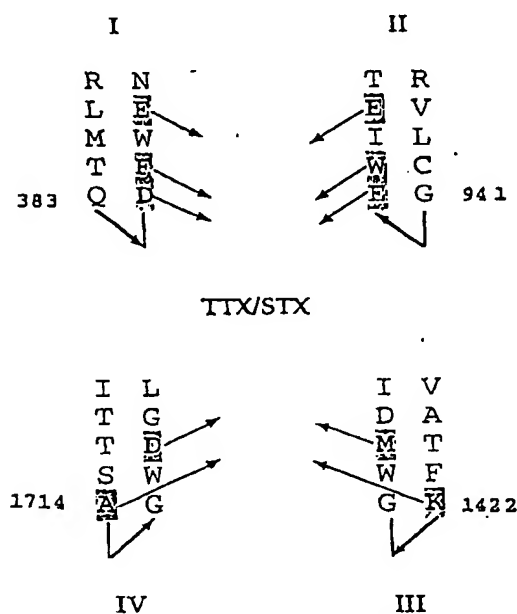 I II
R N T R
L E E V
M W I L
T F W C
383 Q D E G 941
TTX/STX
I L I V
T G D A
T D M T
S W W F
1714 A G G K 1422
IV III